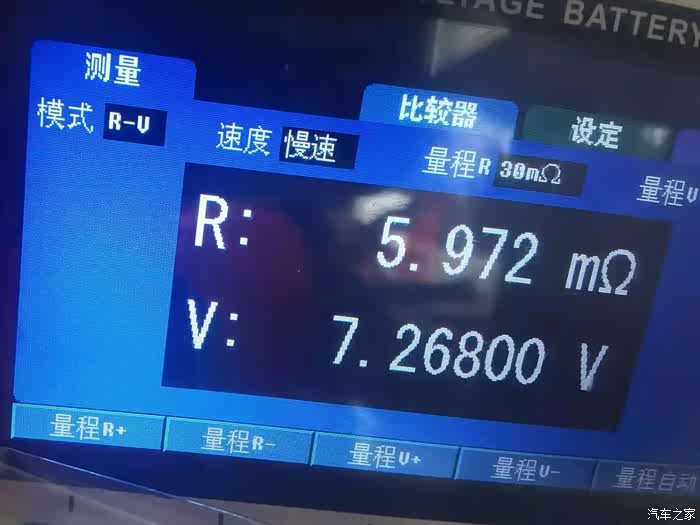 VOLTAGE BATTERY
测量 比较器 设定
模式 R-V 速度 慢速 量程R 30mΩ 量程V
R: 5.972 mΩ
V: 7.26800 V
量程R+ 量程R- 量程V+ 量程V- 量程自动
汽车之家